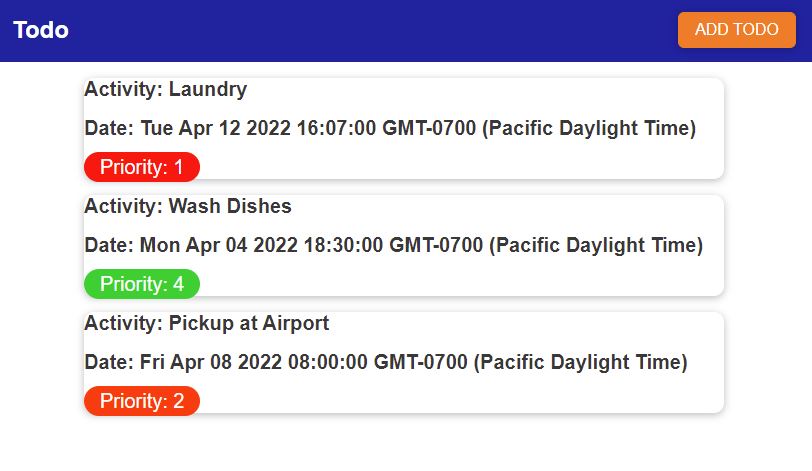 Todo
ADD TODO
Activity: Laundry
Date: Tue Apr 12 2022 16:07:00 GMT-0700 (Pacific Daylight Time)
Priority: 1
Activity: Wash Dishes
Date: Mon Apr 04 2022 18:30:00 GMT-0700 (Pacific Daylight Time)
Priority: 4
Activity: Pickup at Airport
Date: Fri Apr 08 2022 08:00:00 GMT-0700 (Pacific Daylight Time)
Priority: 2